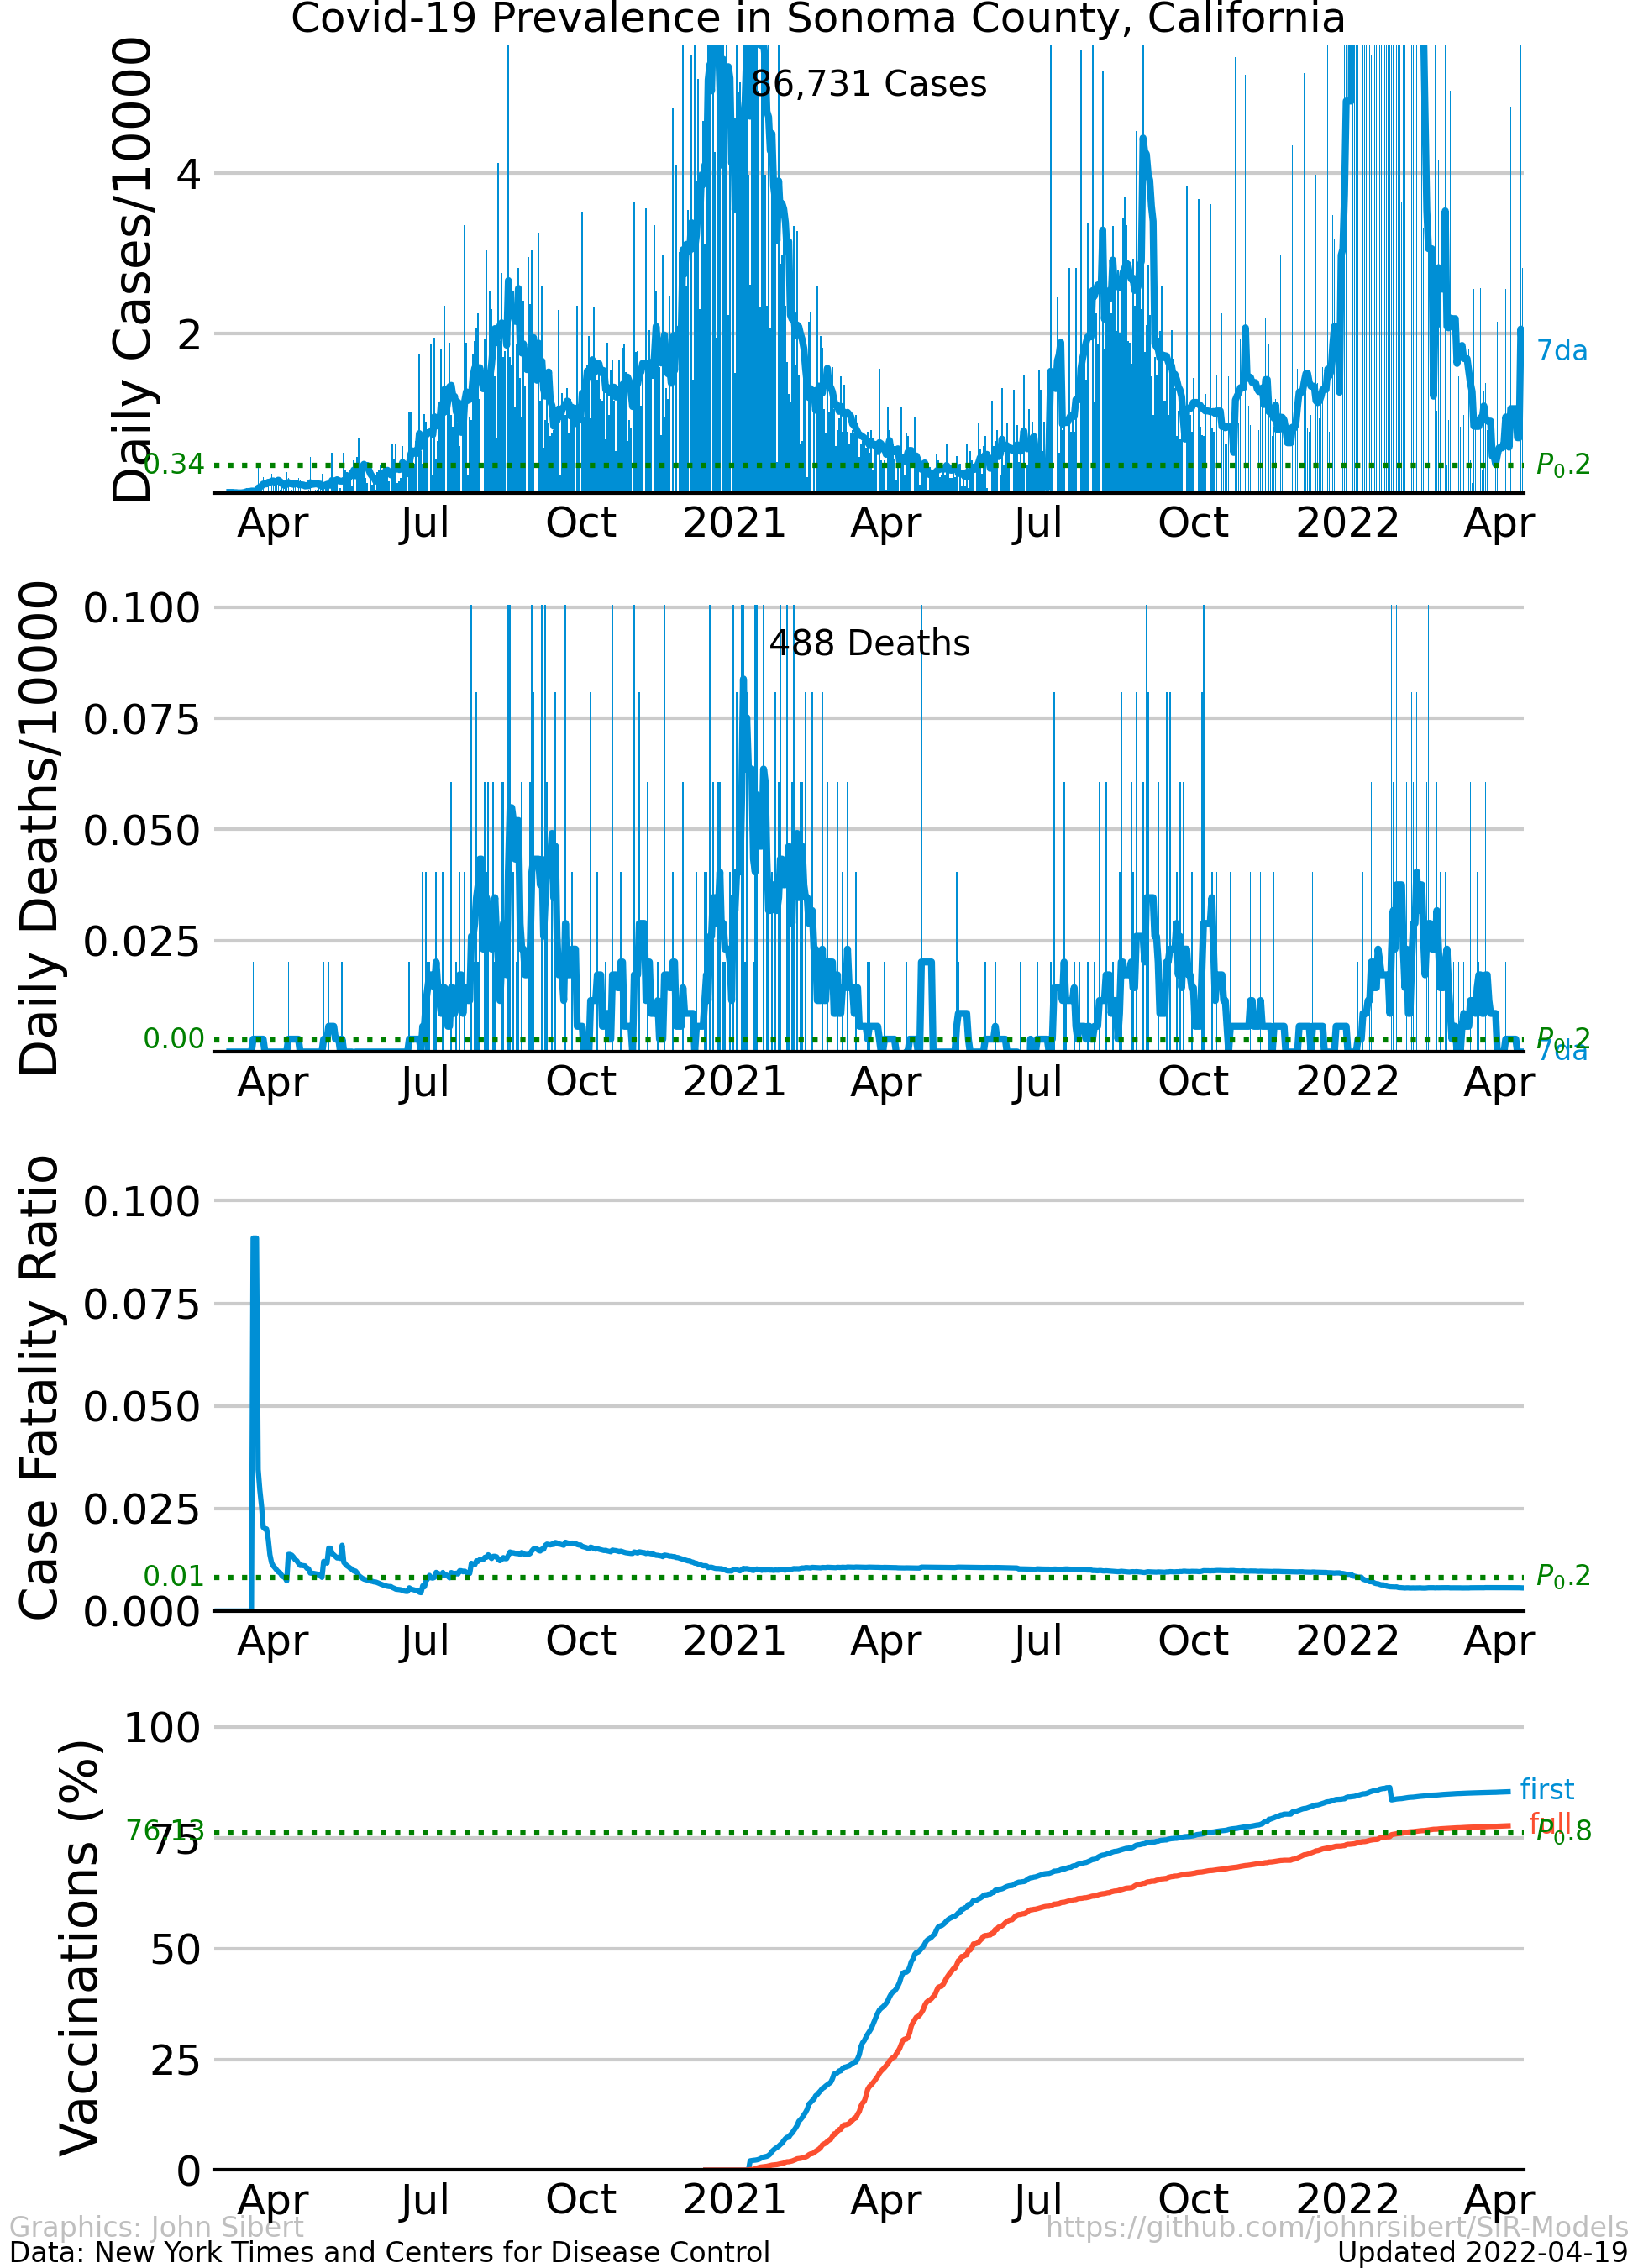 Covid-19 Prevalence in Sonoma County, California
Daily Cases/10000
86,731 Cases
4
2
0.34
7da
P0.2
Apr Jul Oct 2021 Apr Jul Oct 2022 Apr
Daily Deaths/10000
488 Deaths
0.100
0.075
0.050
0.025
0.00
P0.2
7da
Apr Jul Oct 2021 Apr Jul Oct 2022 Apr
Case Fatality Ratio
0.100
0.075
0.050
0.025
0.01
0.000
P0.2
Apr Jul Oct 2021 Apr Jul Oct 2022 Apr
Vaccinations (%)
100
76.13
75
50
25
0
first
full
P0.8
Apr Jul Oct 2021 Apr Jul Oct 2022 Apr
Graphics: John Sibert
https://github.com/johnrsibert/SIR-Models
Data: New York Times and Centers for Disease Control
Updated 2022-04-19